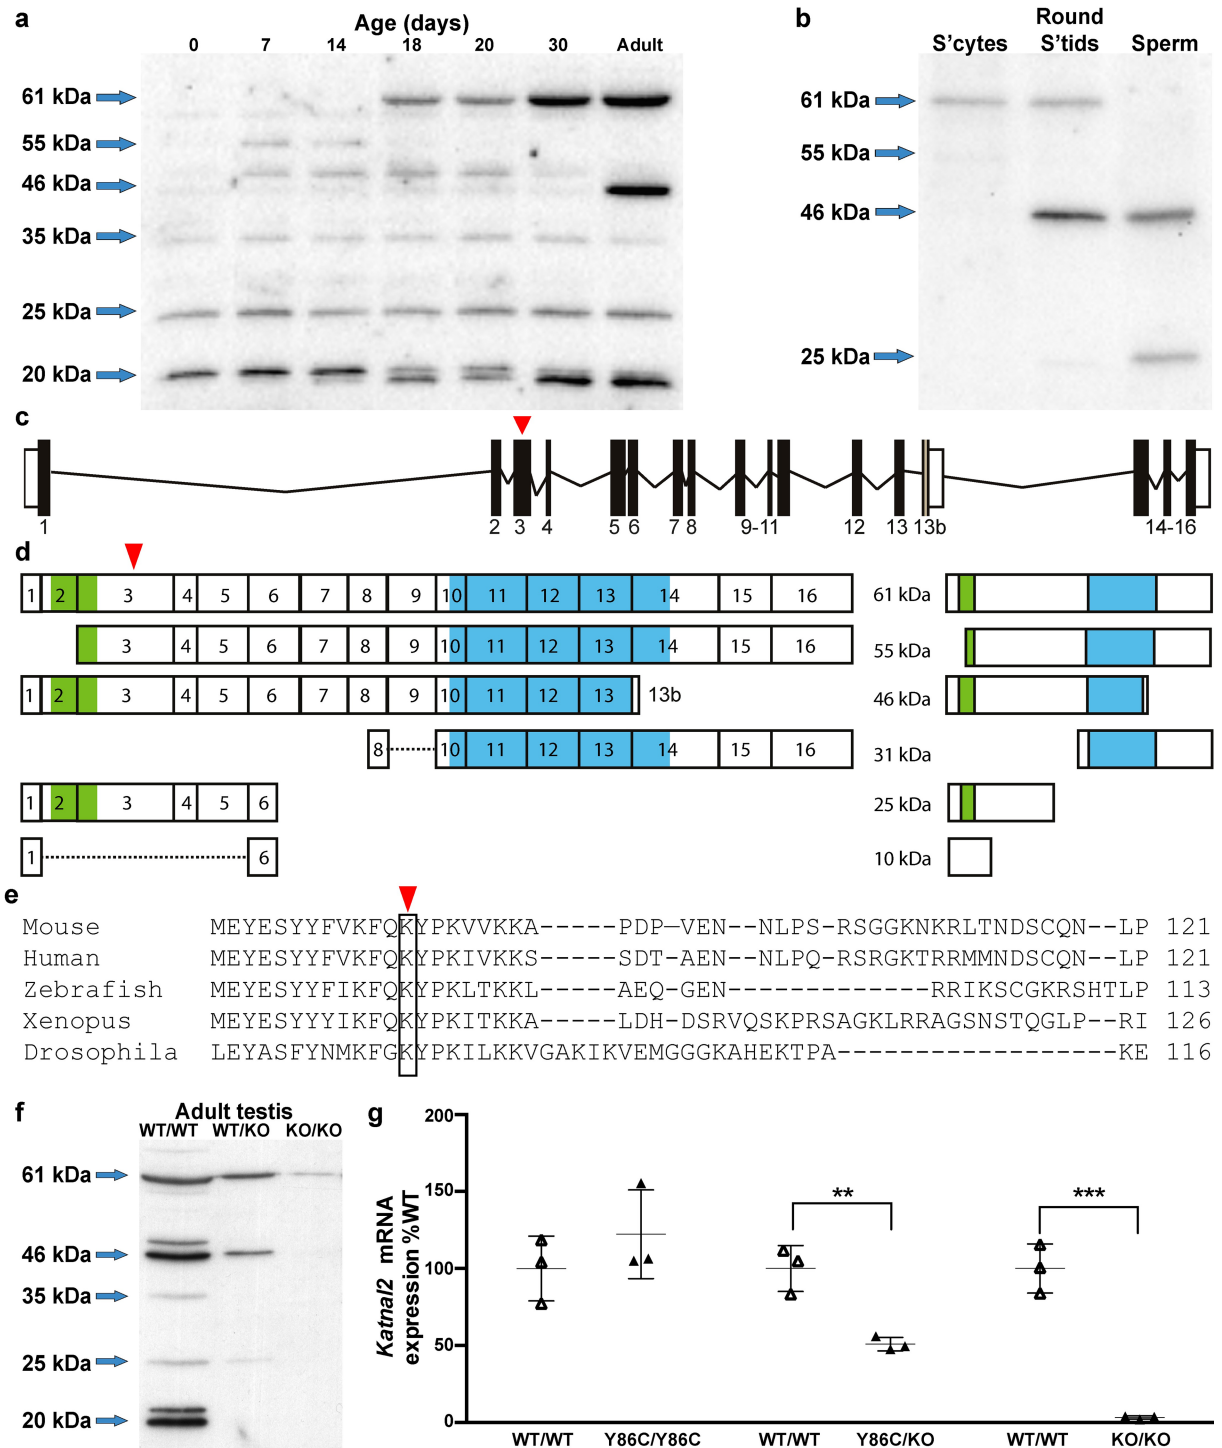 a
Age (days)
0 7 14 18 20 30 Adult
61 kDa
55 kDa
46 kDa
35 kDa
25 kDa
20 kDa
b
Round
S'cytes S'tids Sperm
61 kDa
55 kDa
46 kDa
25 kDa
c
1 2 3 4 5 6 7 8 9-11 12 13 13b 14-16
d
1 2 3 4 5 6 7 8 9 10 11 12 13 14 15 16 61 kDa
3 4 5 6 7 8 9 10 11 12 13 14 15 16 55 kDa
1 2 3 4 5 6 7 8 9 10 11 12 13 13b 46 kDa
8 10 11 12 13 14 15 16 31 kDa
1 2 3 4 5 6 25 kDa
1 6 10 kDa
e
Mouse MEYESYYFVKFQKYPKVVKKA-----PDP-VEN--NLPS-RSGGKNKRLTNDSCQN--LP 121
Human MEYESYYFVKFQKYPKIVKKS-----SDT-AEN--NLPQ-RSRGKTRRMMNDSCQN--LP 121
Zebrafish MEYESYYFIKFQKYPKLTKKL-----AEQ-GEN-------------RRIKSCGKRSHTLP 113
Xenopus MEYESYYYIKFQKYPKITKKA-----LDH-DSRVQSKPRSAGKLRRAGSNSTQGLP--RI 126
Drosophila LEYASFYNMKFGKYPKILKKVGAKIKVEMGGGKAHEKTPA------------------KE 116
f
Adult testis
WT/WT WT/KO KO/KO
61 kDa
46 kDa
35 kDa
25 kDa
20 kDa
g
Katnal2 mRNA
expression %WT
200
150
100
50
0
** ***
WT/WT Y86C/Y86C WT/WT Y86C/KO WT/WT KO/KO